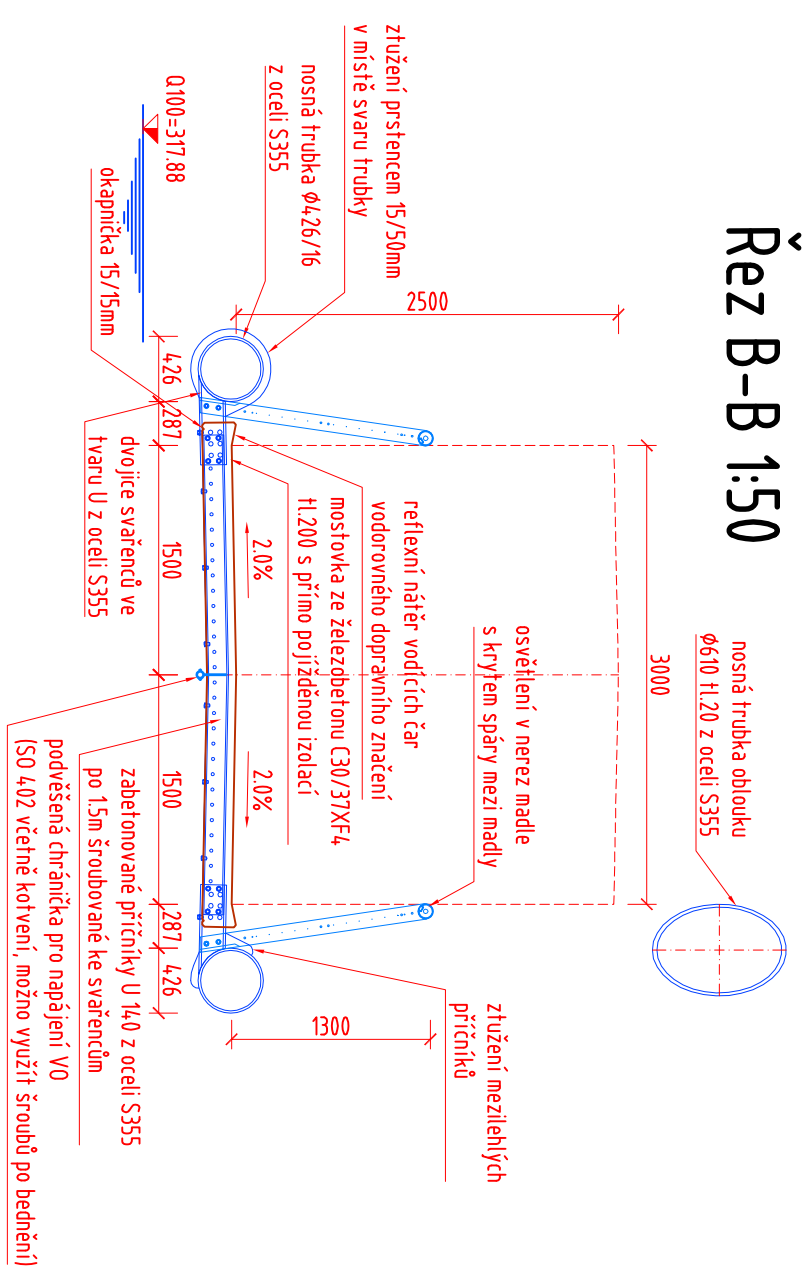 Řez B-B 1:50
nosná trubka oblouku
Ø610 tl.20 z oceli S355
ztužení prstencem 15/50mm
v místě svaru trubky
nosná trubka Ø426/16
z oceli S355
Q100=317.88
okapnička 15/15mm
2500
3000
osvětlení v nerez madle
s krytem spáry mezi madly
reflexní nátěr vodících čar
vodorovného dopravního značení
mostovka ze železobetonu C30/37XF4
tl.200 s přímo pojížděnou izolací
2.0%
2.0%
1300
ztužení mezilehlých
příčníků
426
287
1500
1500
287
426
dvojice svařenců ve
tvaru U z oceli S355
zabetonované příčníky U 140 z oceli S355
po 1.5m šroubované ke svařencům
podvěšená chránička pro napájení VO
(SO 402 včetně kotvení, možno využít šroubů po bednění)